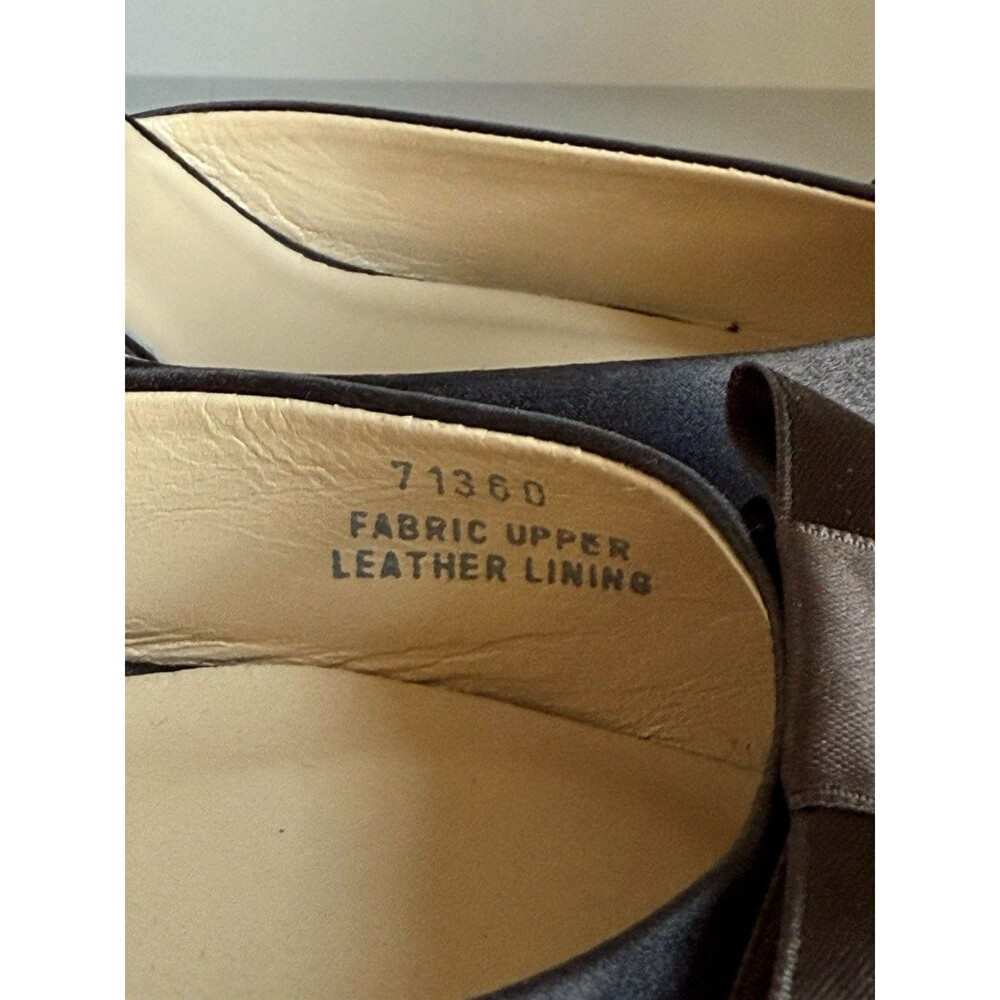 71360
FABRIC UPPER
LEATHER LINING